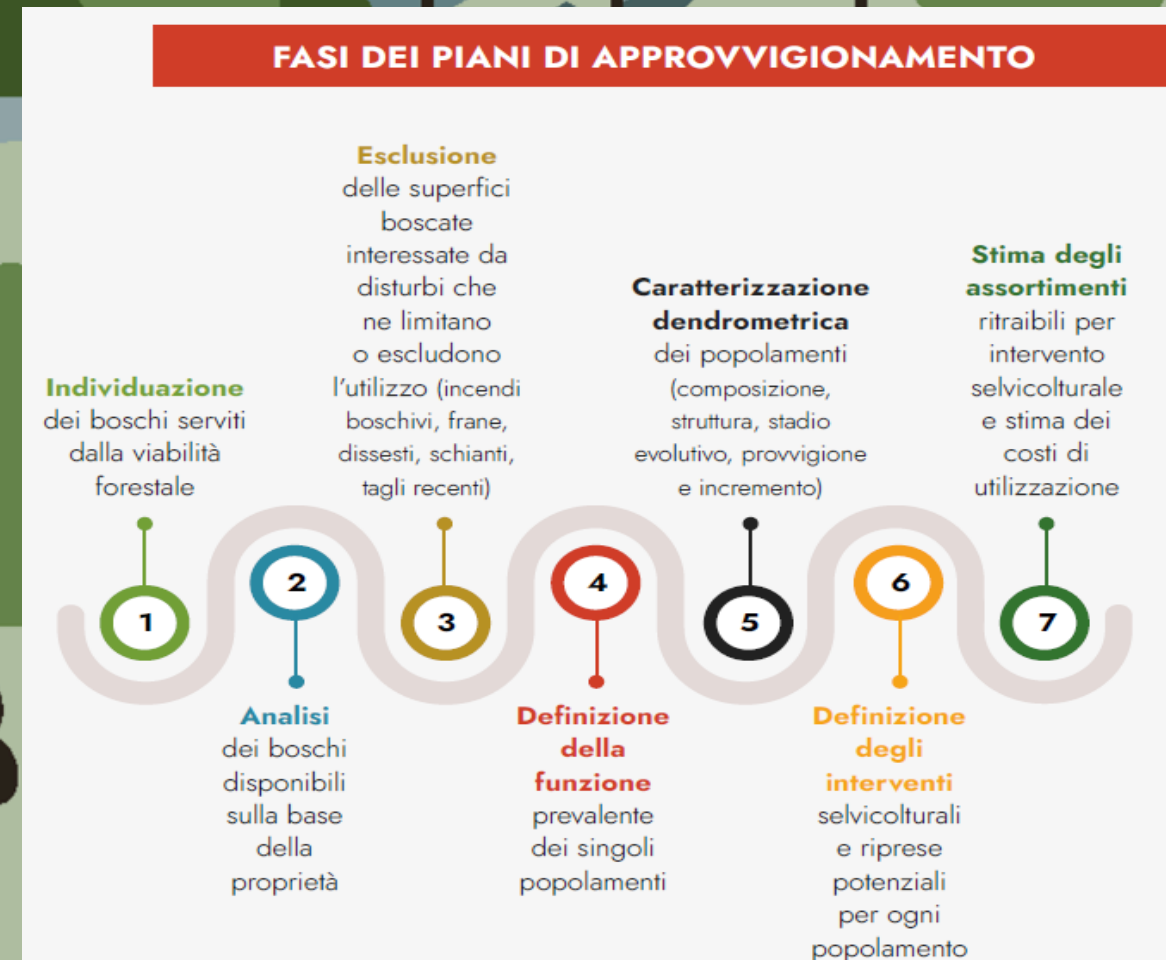 FASI DEI PIANI DI APPROVVIGIONAMENTO
Individuazione
dei boschi serviti
dalla viabilità
forestale
1
2
Analisi
dei boschi
disponibili
sulla base
della
proprietà
Esclusione
delle superfici
boscate
interessate da
disturbi che
ne limitano
o escludono
l'utilizzo (incendi
boschivi, frane,
dissesti, schianti,
tagli recenti)
3
4
Definizione
della
funzione
prevalente
dei singoli
popolamenti
Caratterizzazione
dendrometrica
dei popolamenti
(composizione,
struttura, stadio
evolutivo, provvigione
e incremento)
5
6
Definizione
degli
interventi
selvicolturali
e riprese
potenziali
per ogni
popolamento
Stima degli
assortimenti
ritraibili per
intervento
selvicolturale
e stima dei
costi di
utilizzazione
7